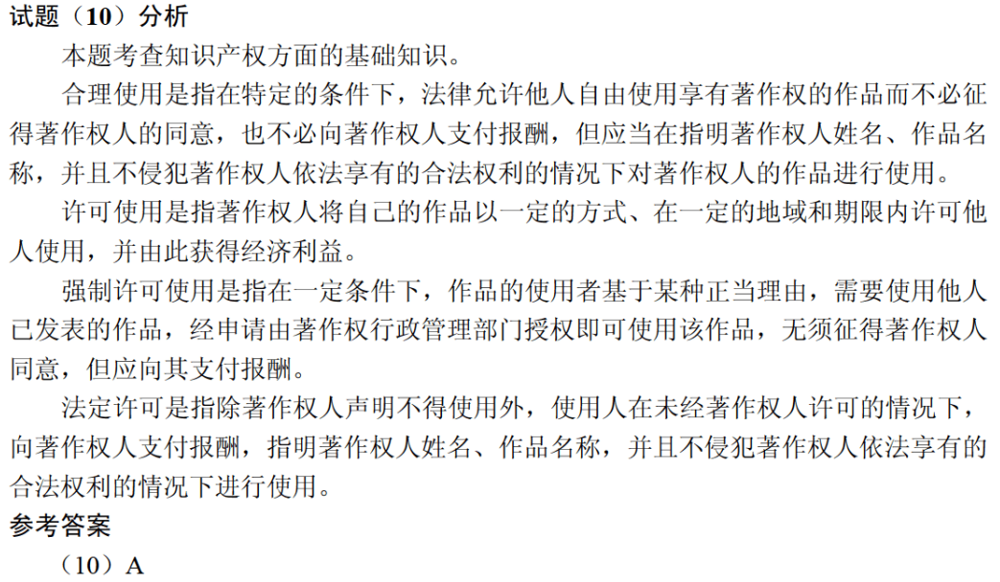 试题（10）分析
本题考查知识产权方面的基础知识。
合理使用是指在特定的条件下，法律允许他人自由使用享有著作权的作品而不必征
得著作权人的同意，也不必向著作权人支付报酬，但应当在指明著作权人姓名、作品名
称，并且不侵犯著作权人依法享有的合法权利的情况下对著作权人的作品进行使用。
许可使用是指著作权人将自己的作品以一定的方式、在一定的地域和期限内许可他
人使用，并由此获得经济利益。
强制许可使用是指在一定条件下，作品的使用者基于某种正当理由，需要使用他人
已发表的作品，经申请由著作权行政管理部门授权即可使用该作品，无须征得著作权人
同意，但应向其支付报酬。
法定许可是指除著作权人声明不得使用外，使用人在未经著作权人许可的情况下，
向著作权人支付报酬，指明著作权人姓名、作品名称，并且不侵犯著作权人依法享有的
合法权利的情况下进行使用。
参考答案
（10）A